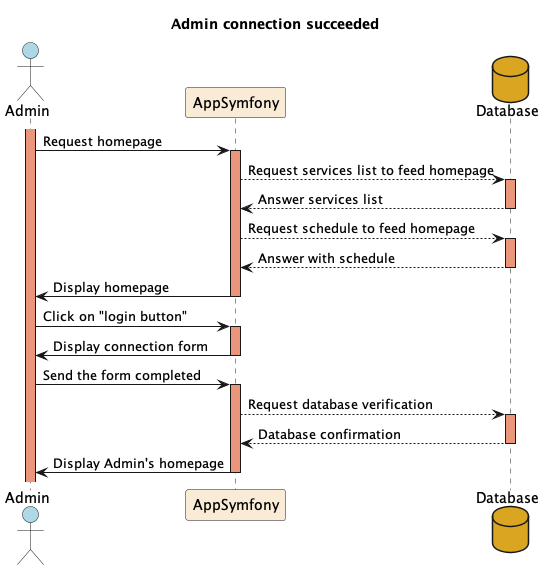 Admin connection succeeded
Admin
AppSymfony
Database
Request homepage
Request services list to feed homepage
Answer services list
Request schedule to feed homepage
Answer with schedule
Display homepage
Click on "login button"
Display connection form
Send the form completed
Request database verification
Database confirmation
Display Admin's homepage
Admin
AppSymfony
Database